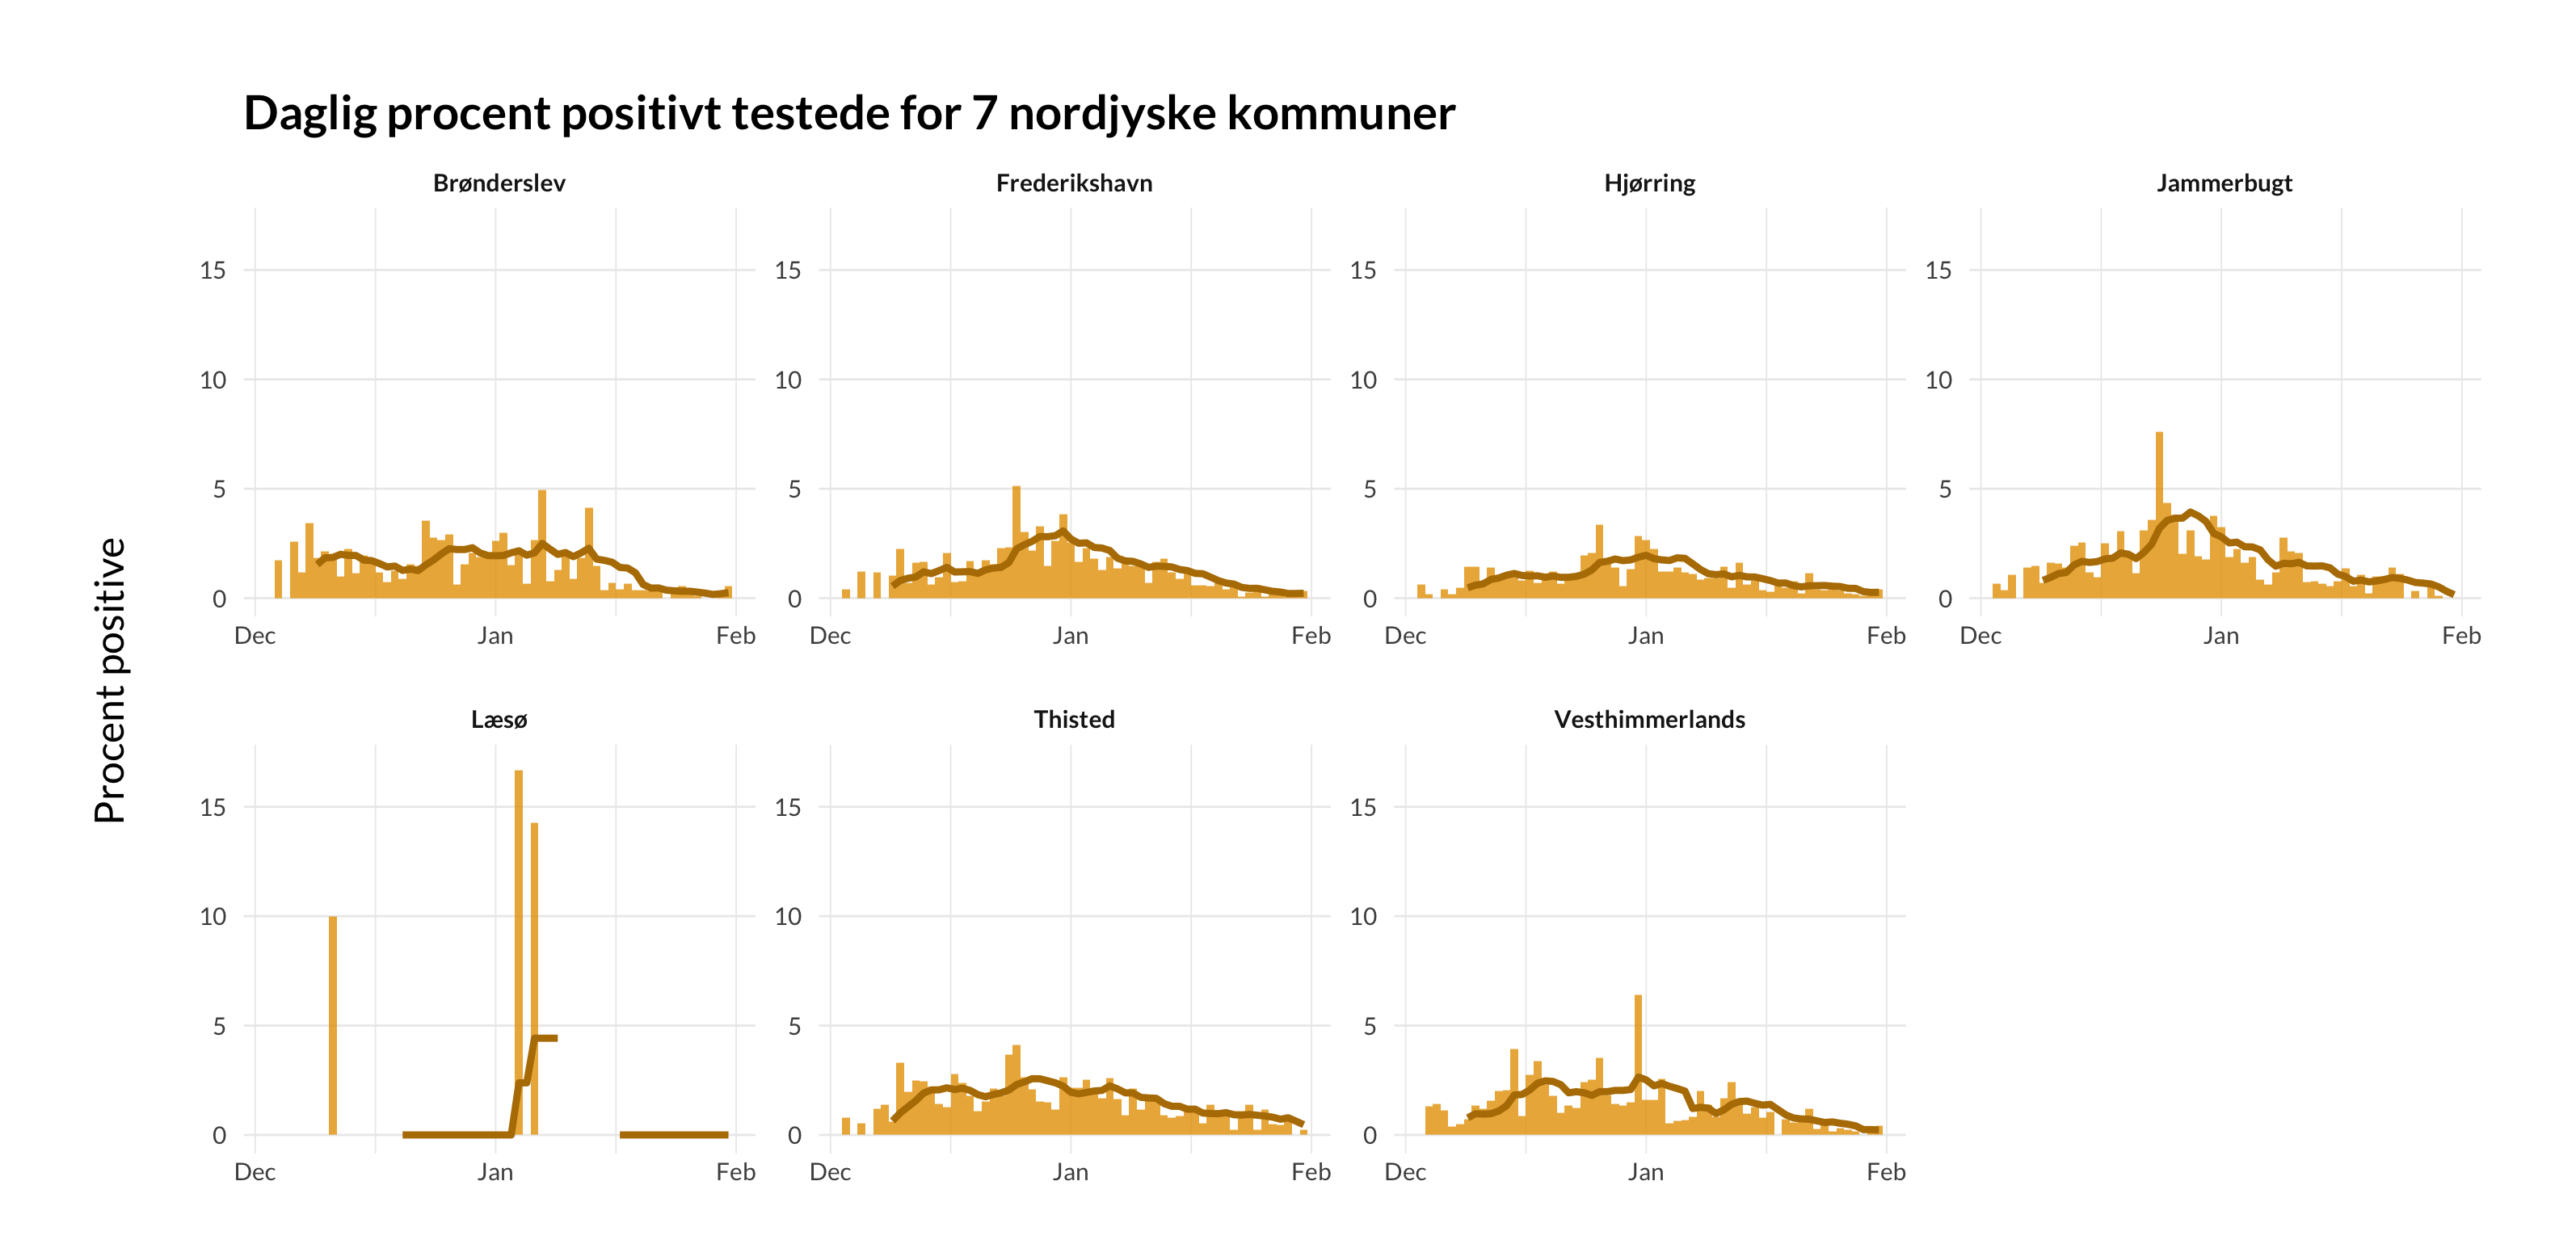 Daglig procent positivt testede for 7 nordjyske kommuner
Procent positive
Brønderslev
15
10
5
0
Dec Jan Feb
Frederikshavn
15
10
5
0
Dec Jan Feb
Hjørring
15
10
5
0
Dec Jan Feb
Jammerbugt
15
10
5
0
Dec Jan Feb
Læsø
15
10
5
0
Dec Jan Feb
Thisted
15
10
5
0
Dec Jan Feb
Vesthimmerlands
15
10
5
0
Dec Jan Feb